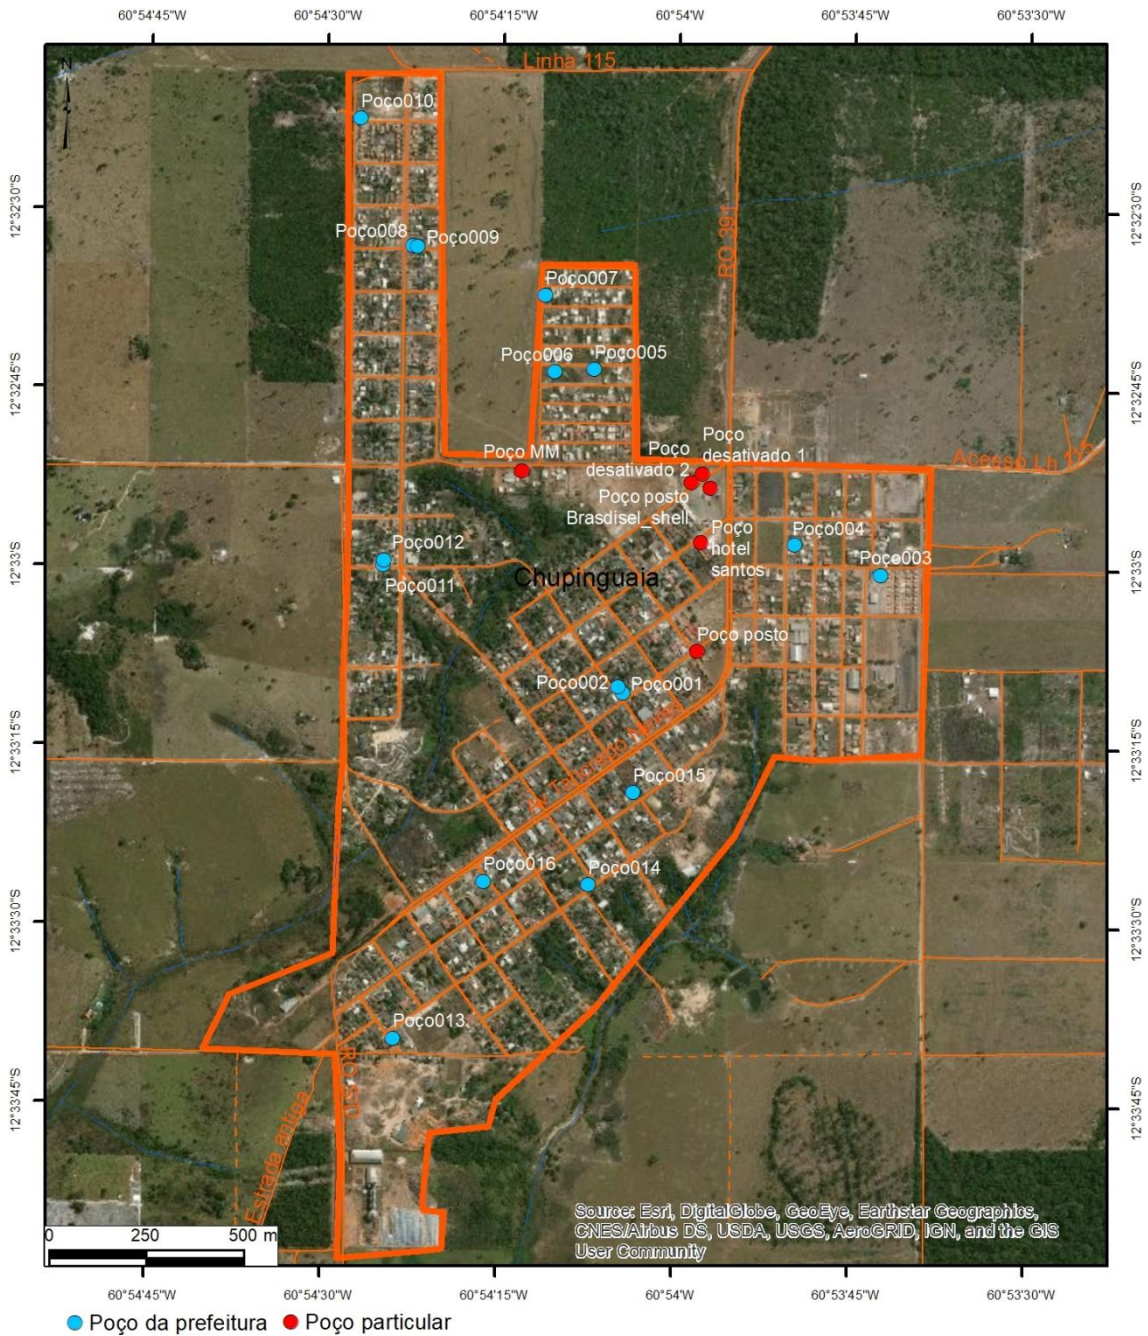 60°54'45"W 60°54'30"W 60°54'15"W 60°54'W 60°53'45"W 60°53'30"W
N
Linha 115
Poço010
12°32'30"S 12°32'30"S
RO 391
Poço008 Poço009
Poço007
Poço006 Poço005
12°32'45"S 12°32'45"S
Poço MM
Poço
desativado 2
Poço
desativado 1
Acesso Lh 115
Poço posto
Brasdisel_shell
Poço
hotel
santos
Poço004
Poço003
12°33'S 12°33'S
Poço012
Poço011
Chupinguaia
Poço posto
Poço002 Poço001
12°33'15"S 12°33'15"S
Poço015
Poço016 Poço014
12°33'30"S 12°33'30"S
Poço013
12°33'45"S 12°33'45"S
Estrada antiga
0 250 500 m
Source: Esri, DigitalGlobe, GeoEye, Earthstar Geographics,
CNES/Airbus DS, USDA, USGS, AeroGRID, IGN, and the GIS
User Community
60°54'45"W 60°54'30"W 60°54'15"W 60°54'W 60°53'45"W 60°53'30"W
Poço da prefeitura Poço particular